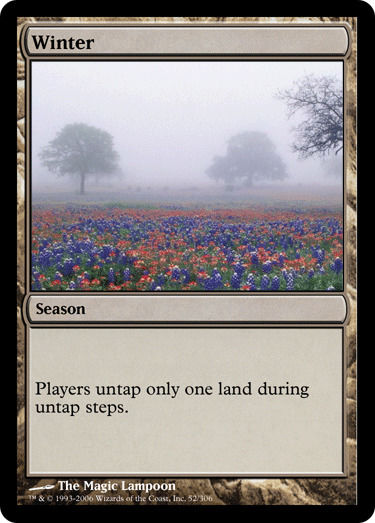 Winter
Season
Players untap only one land during
untap steps.
The Magic Lampoon
™ & © 1993-2006 Wizards of the Coast, Inc. 52/306